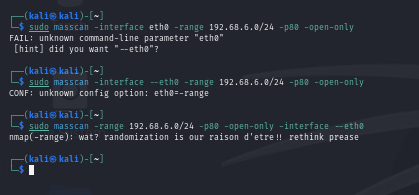 ┌──(kali㉿kali)-[~]
└─$ sudo masscan -interface eth0 -range 192.68.6.0/24 -p80 -open-only
FAIL: unknown command-line parameter "eth0"
 [hint] did you want "--eth0"?
┌──(kali㉿kali)-[~]
└─$ sudo masscan -interface --eth0 -range 192.168.6.0/24 -p80 -open-only
CONF: unknown config option: eth0=-range
┌──(kali㉿kali)-[~]
└─$ sudo masscan -range 192.168.6.0/24 -p80 -open-only -interface --eth0
nmap(-range): wat? randomization is our raison d'etre!! rethink prease
┌──(kali㉿kali)-[~]
└─$